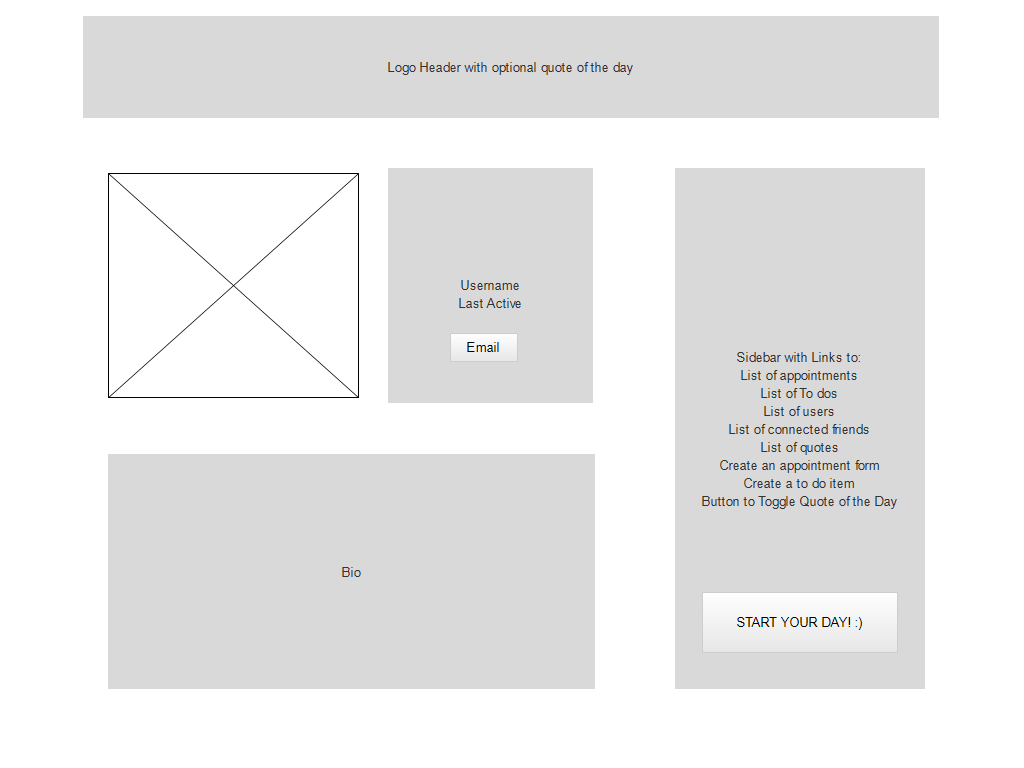 Logo Header with optional quote of the day
Username
Last Active
Email
Sidebar with Links to:
List of appointments
List of To dos
List of users
List of connected friends
List of quotes
Create an appointment form
Create a to do item
Button to Toggle Quote of the Day
START YOUR DAY! :)
Bio